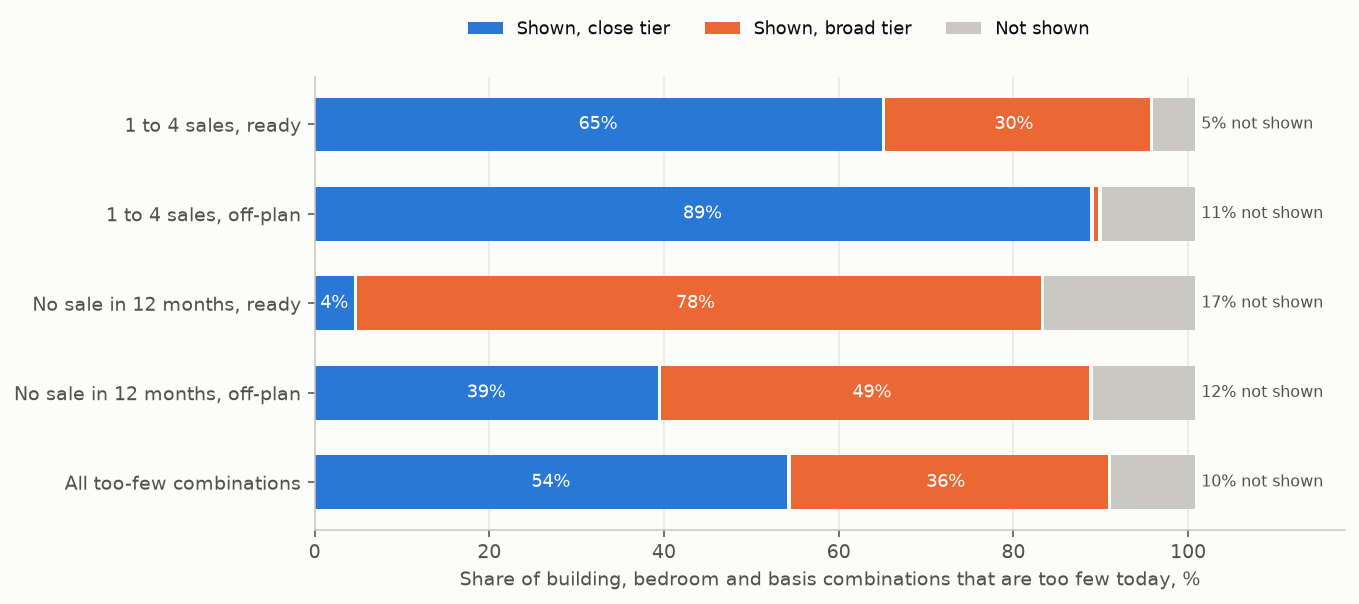 Shown, close tier Shown, broad tier Not shown
1 to 4 sales, ready 65% 30% 5% not shown
1 to 4 sales, off-plan 89% 11% not shown
No sale in 12 months, ready 4% 78% 17% not shown
No sale in 12 months, off-plan 39% 49% 12% not shown
All too-few combinations 54% 36% 10% not shown
0 20 40 60 80 100
Share of building, bedroom and basis combinations that are too few today, %